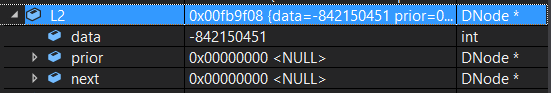 L2 0x00fb9f08 {data=-842150451 prior=0... DNode *
data -842150451 int
prior 0x00000000 <NULL> DNode *
next 0x00000000 <NULL> DNode *